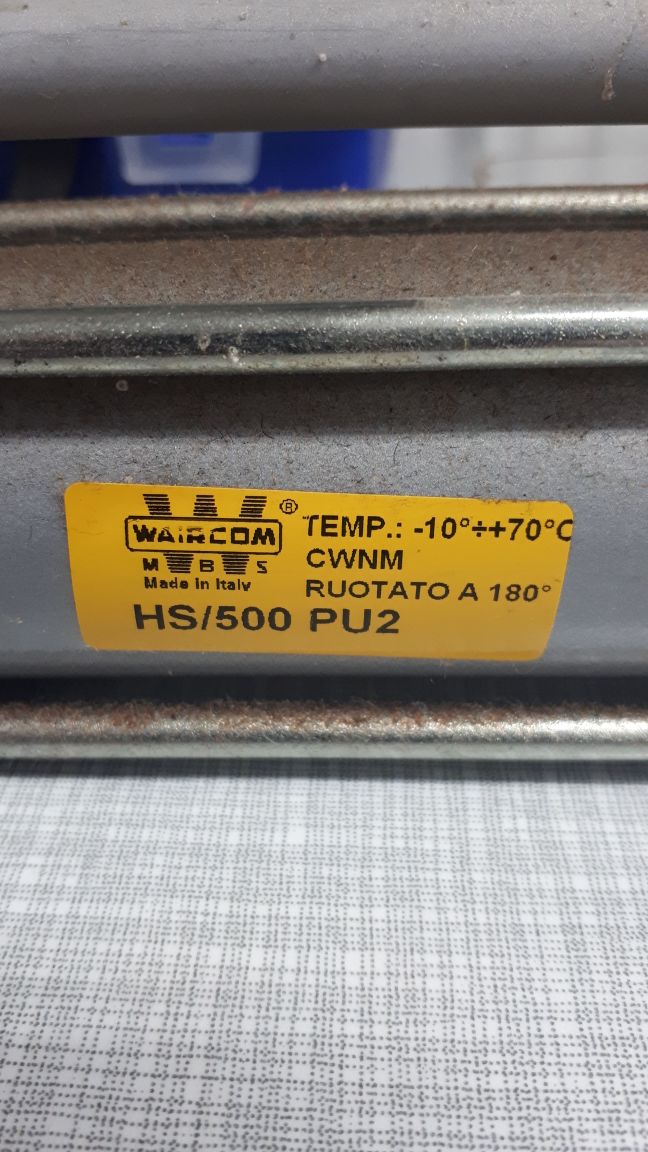 ®
WAIRCOM
M B S
Made in Italy
TEMP.: -10°÷+70°C
CWNM
RUOTATO A 180°
HS/500 PU2